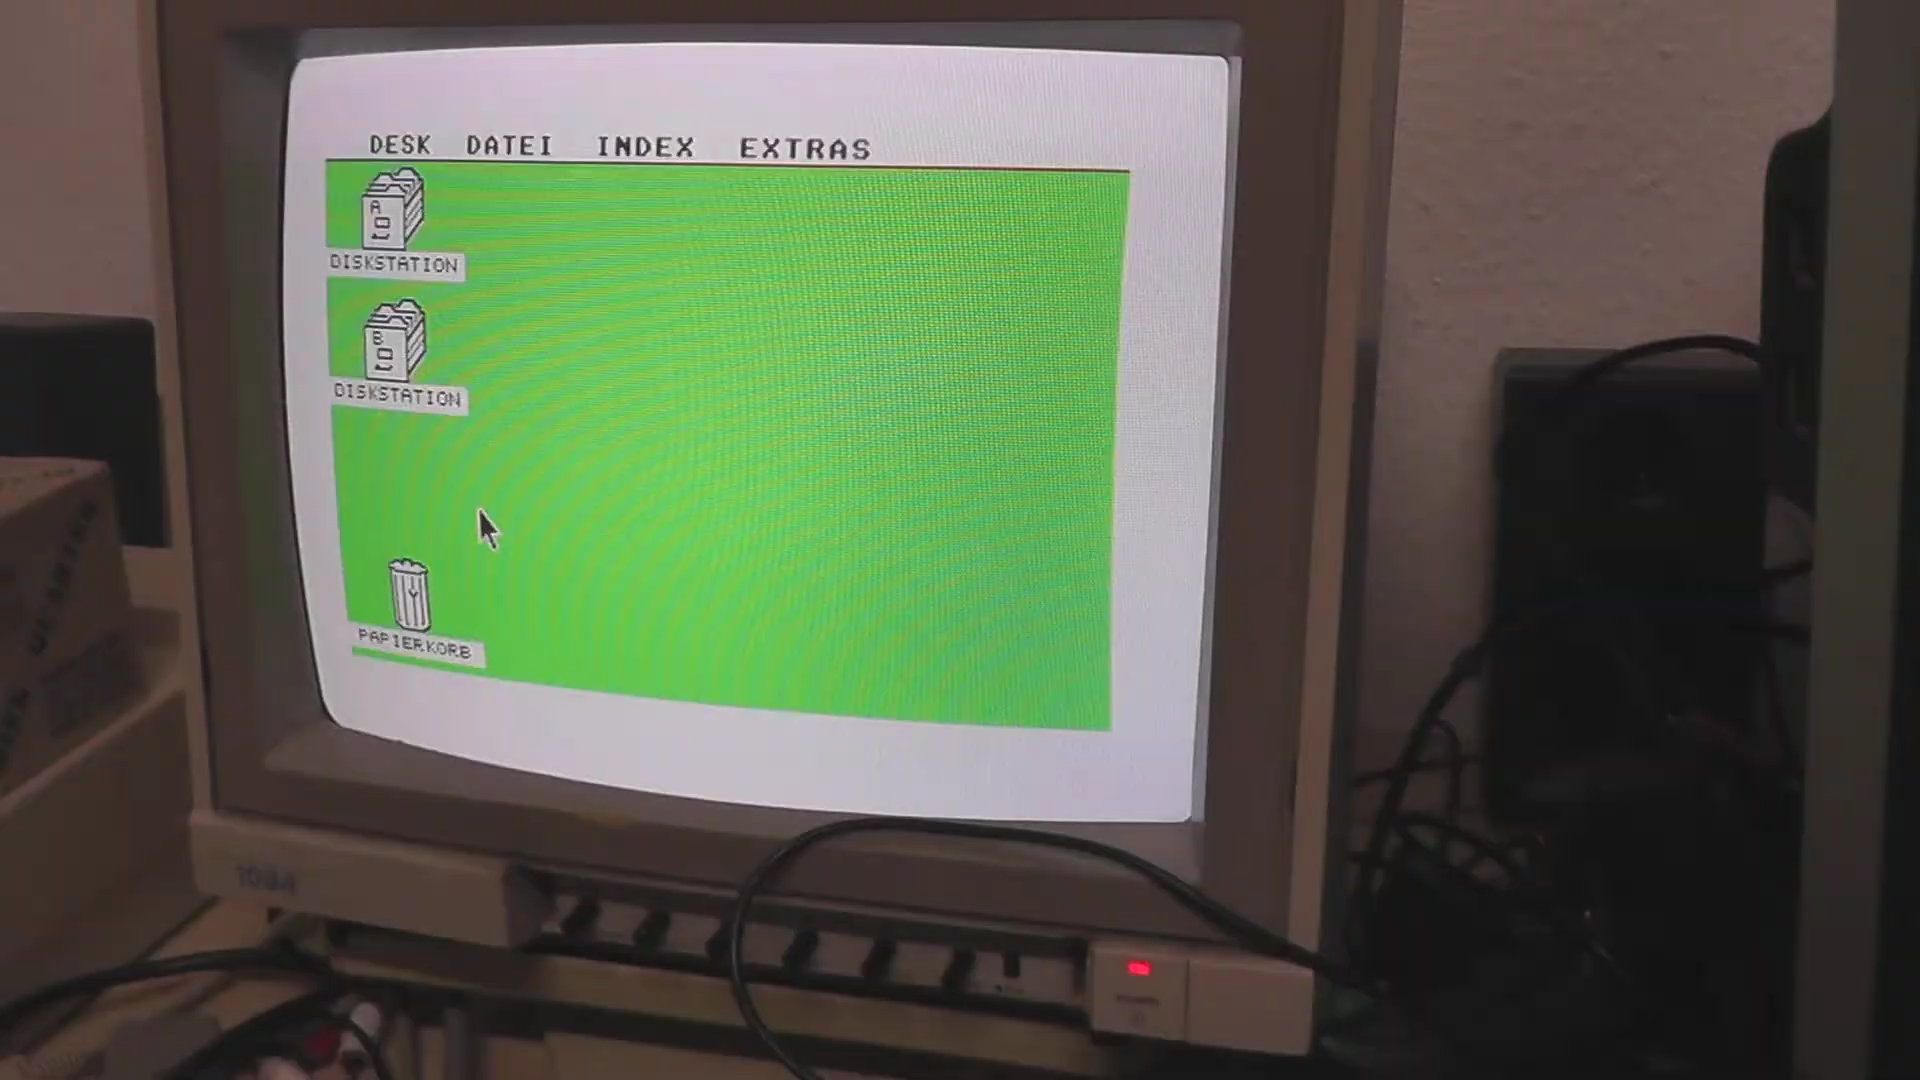 DESK DATEI INDEX EXTRAS
A
DISKSTATION
B
DISKSTATION
PAPIERKORB
1084